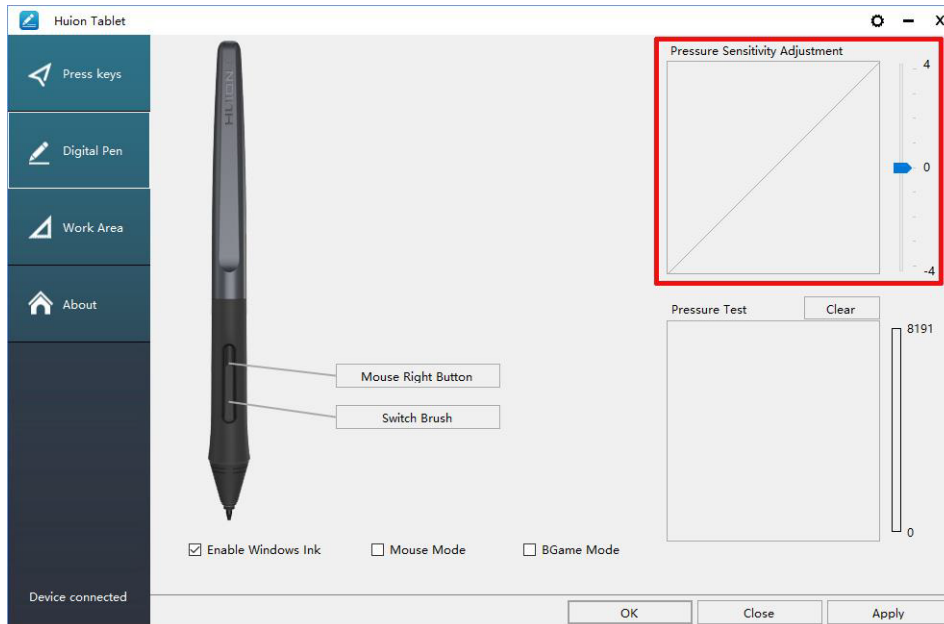 Huion Tablet
Press keys
Digital Pen
Work Area
About
Device connected
HUION
Mouse Right Button
Switch Brush
Enable Windows Ink
Mouse Mode
BGame Mode
Pressure Sensitivity Adjustment
4
0
-4
Pressure Test
Clear
8191
0
OK
Close
Apply